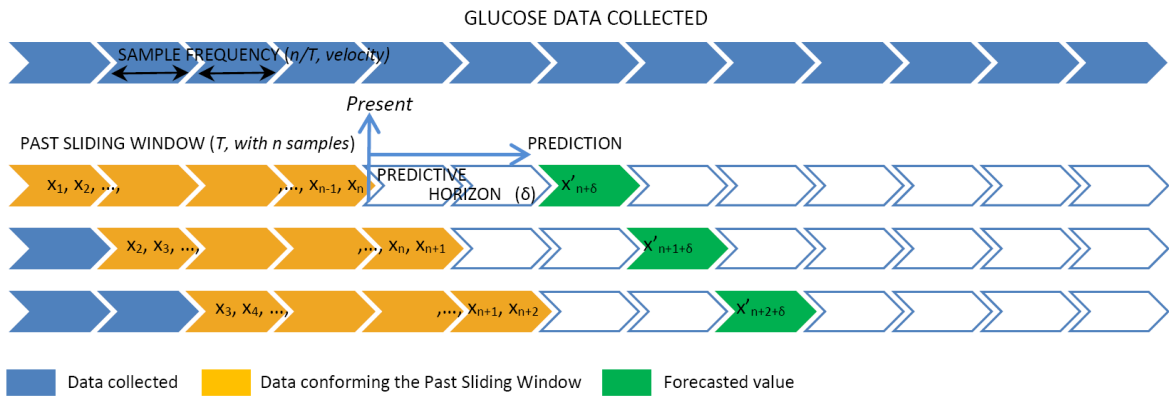 GLUCOSE DATA COLLECTED
SAMPLE FREQUENCY (n/T, velocity)
Present
PAST SLIDING WINDOW (T, with n samples)
PREDICTION
x₁, x₂, ...,
,..., xₙ₋₁, xₙ
PREDICTIVE
HORIZON (δ)
x'ₙ₊δ
x₂, x₃, ...,
,..., xₙ, xₙ₊₁
x'ₙ₊₁₊δ
x₃, x₄, ...,
,..., xₙ₊₁, xₙ₊₂
x'ₙ₊₂₊δ
Data collected
Data conforming the Past Sliding Window
Forecasted value